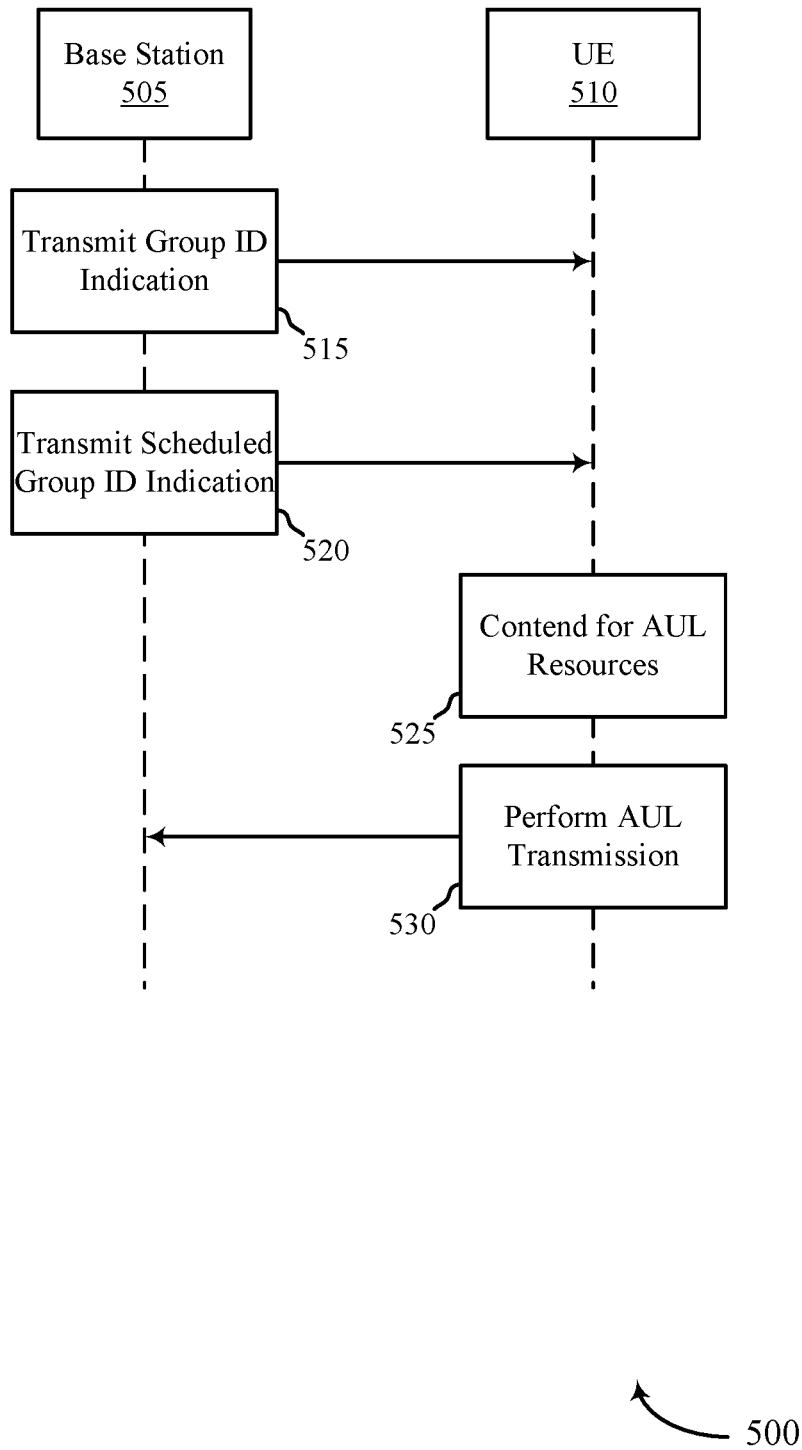 Base Station
505
UE
510
Transmit Group ID
Indication
515
Transmit Scheduled
Group ID Indication
520
Contend for AUL
Resources
525
Perform AUL
Transmission
530
500